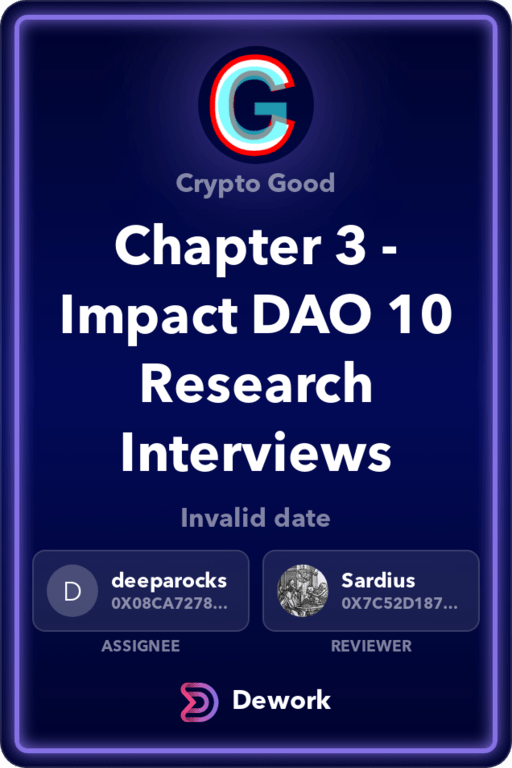 Crypto Good
Chapter 3 -
Impact DAO 10
Research
Interviews
Invalid date
D
deeparocks
0X08CA7278...
Sardius
0X7C52D187...
ASSIGNEE
REVIEWER
Dework